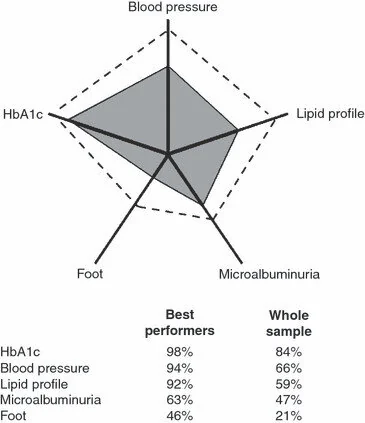 Blood pressure
HbA1c
Lipid profile
Foot
Microalbuminuria
Best performers
Whole sample
HbA1c 98% 84%
Blood pressure 94% 66%
Lipid profile 92% 59%
Microalbuminuria 63% 47%
Foot 46% 21%